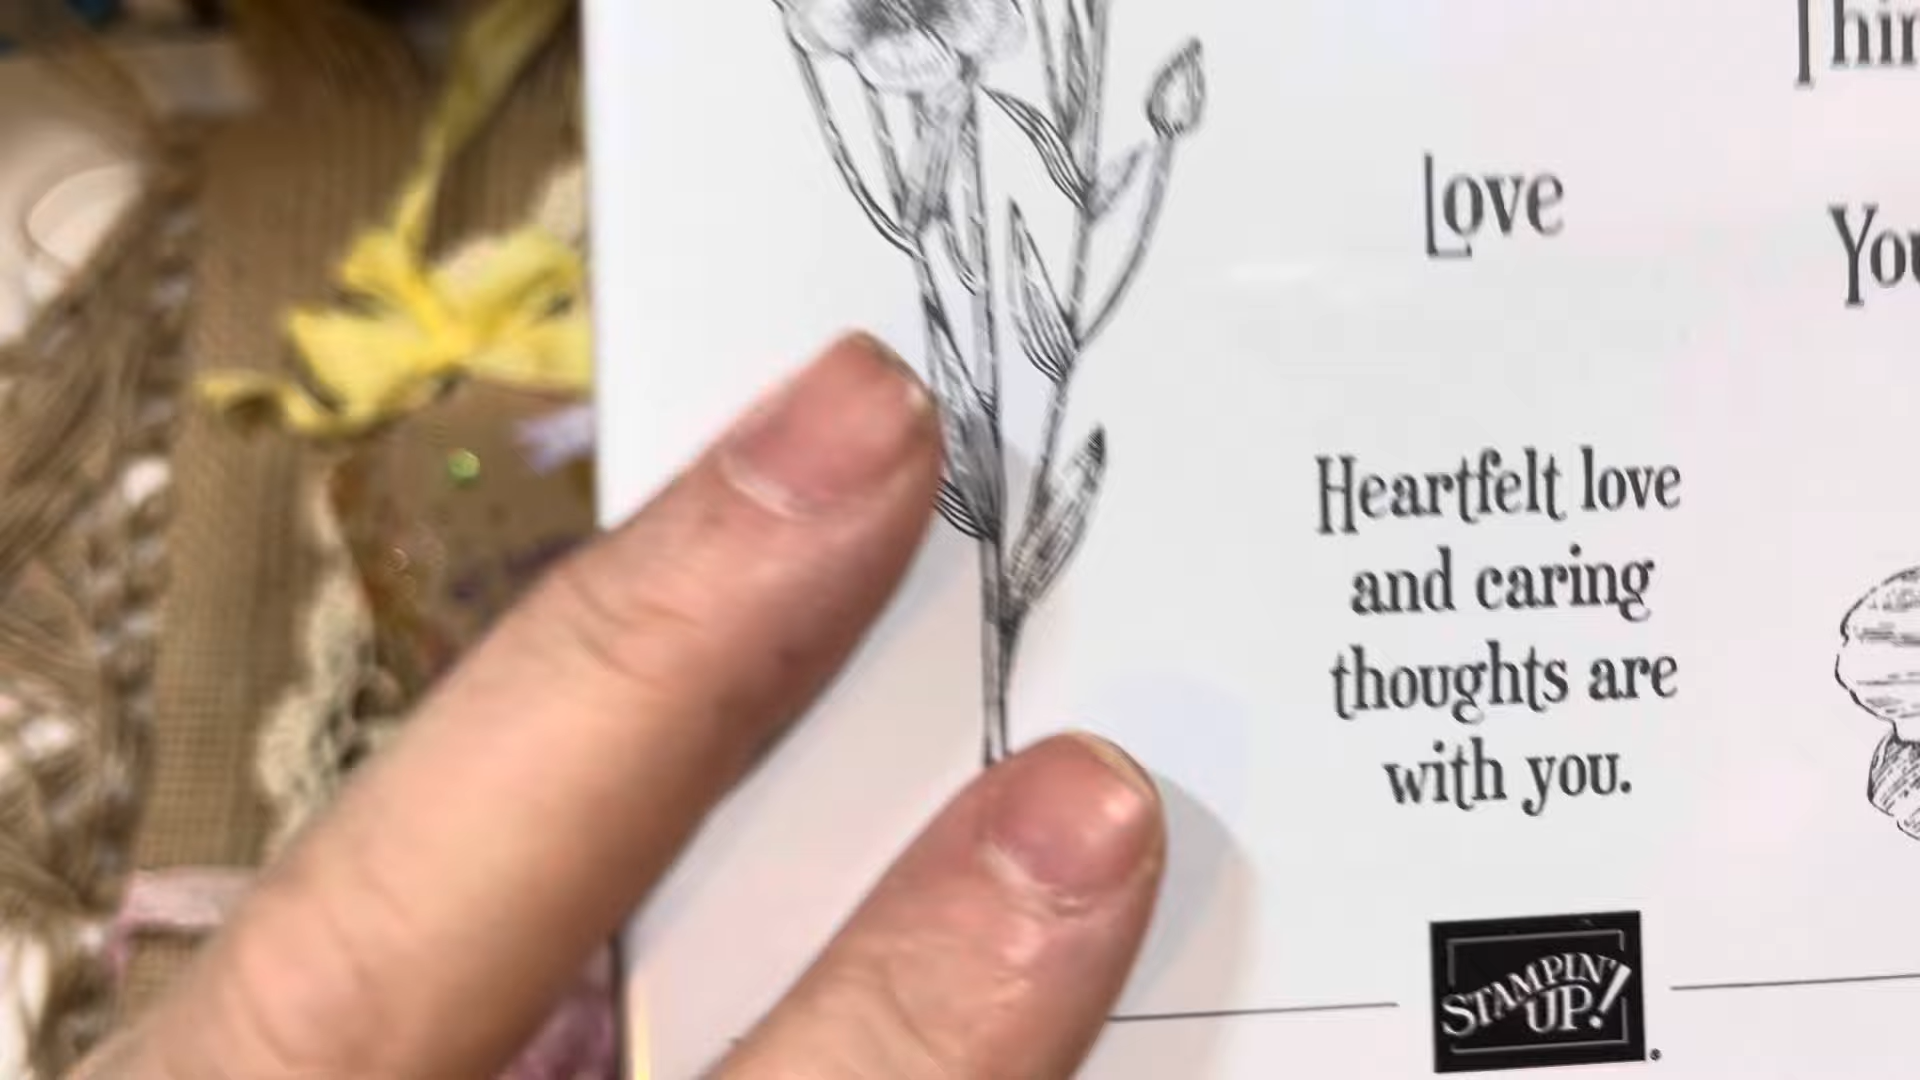 Love
Heartfelt love
and caring
thoughts are
with you.
STAMPIN'
UP!